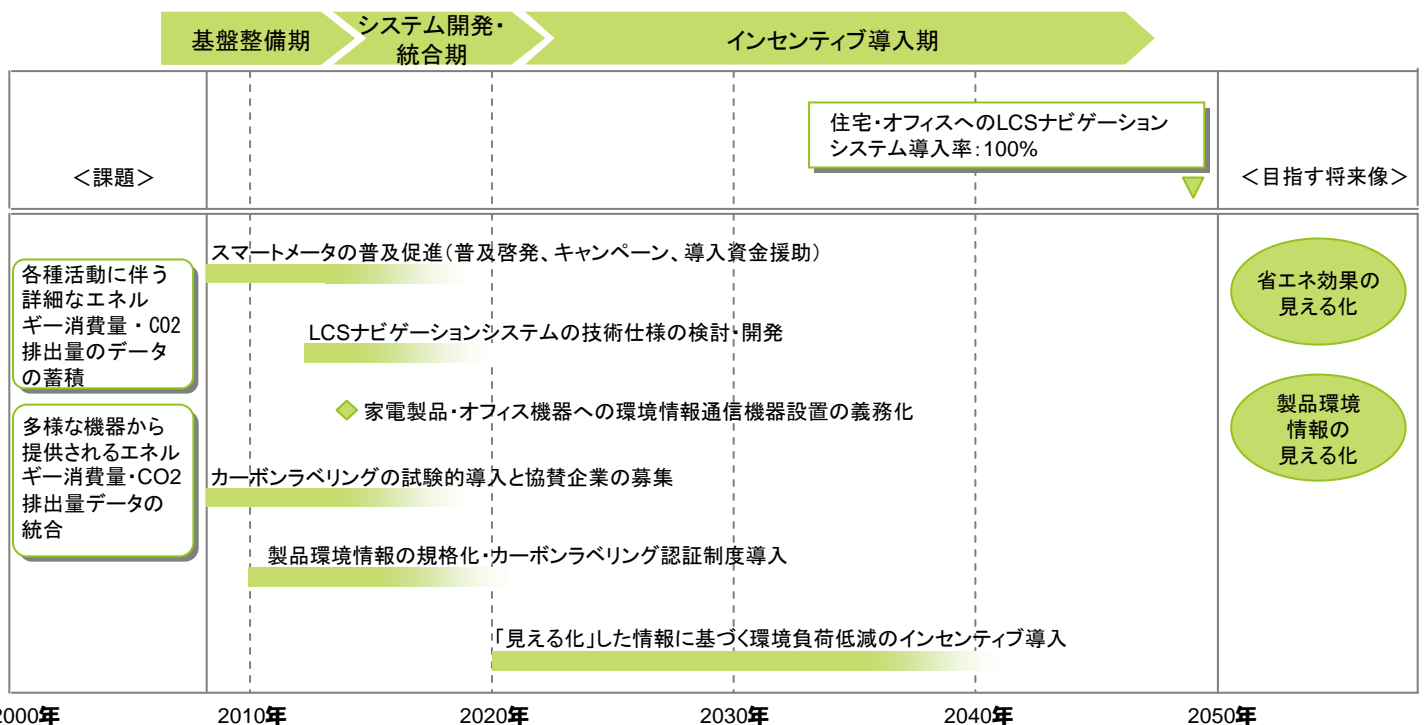 基盤整備期
システム開発・
統合期
インセンティブ導入期
住宅・オフィスへのLCSナビゲーション
システム導入率：100%
＜課題＞
＜目指す将来像＞
スマートメータの普及促進（普及啓発、キャンペーン、導入資金援助）
各種活動に伴う
詳細なエネル
ギー消費量・CO2
排出量のデータ
の蓄積
省エネ効果の
見える化
LCSナビゲーションシステムの技術仕様の検討・開発
家電製品・オフィス機器への環境情報通信機器設置の義務化
多様な機器から
提供されるエネル
ギー消費量・CO2
排出量データの
統合
製品環境
情報の
見える化
カーボンラベリングの試験的導入と協賛企業の募集
製品環境情報の規格化・カーボンラベリング認証制度導入
「見える化」した情報に基づく環境負荷低減のインセンティブ導入
2000年
2010年
2020年
2030年
2040年
2050年